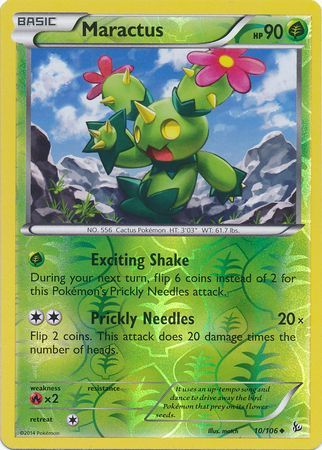 BASIC
Maractus
HP 90
NO. 556 Cactus Pokémon HT: 3'03" WT: 61.7 lbs.
Exciting Shake
During your next turn, flip 6 coins instead of 2 for
this Pokémon's Prickly Needles attack.
Prickly Needles 20×
Flip 2 coins. This attack does 20 damage times the
number of heads.
weakness
resistance
×2
retreat
It uses an up-tempo song and
dance to drive away the bird
Pokémon that prey on its flower
seeds.
©2014 Pokémon
Illus. match
10/106